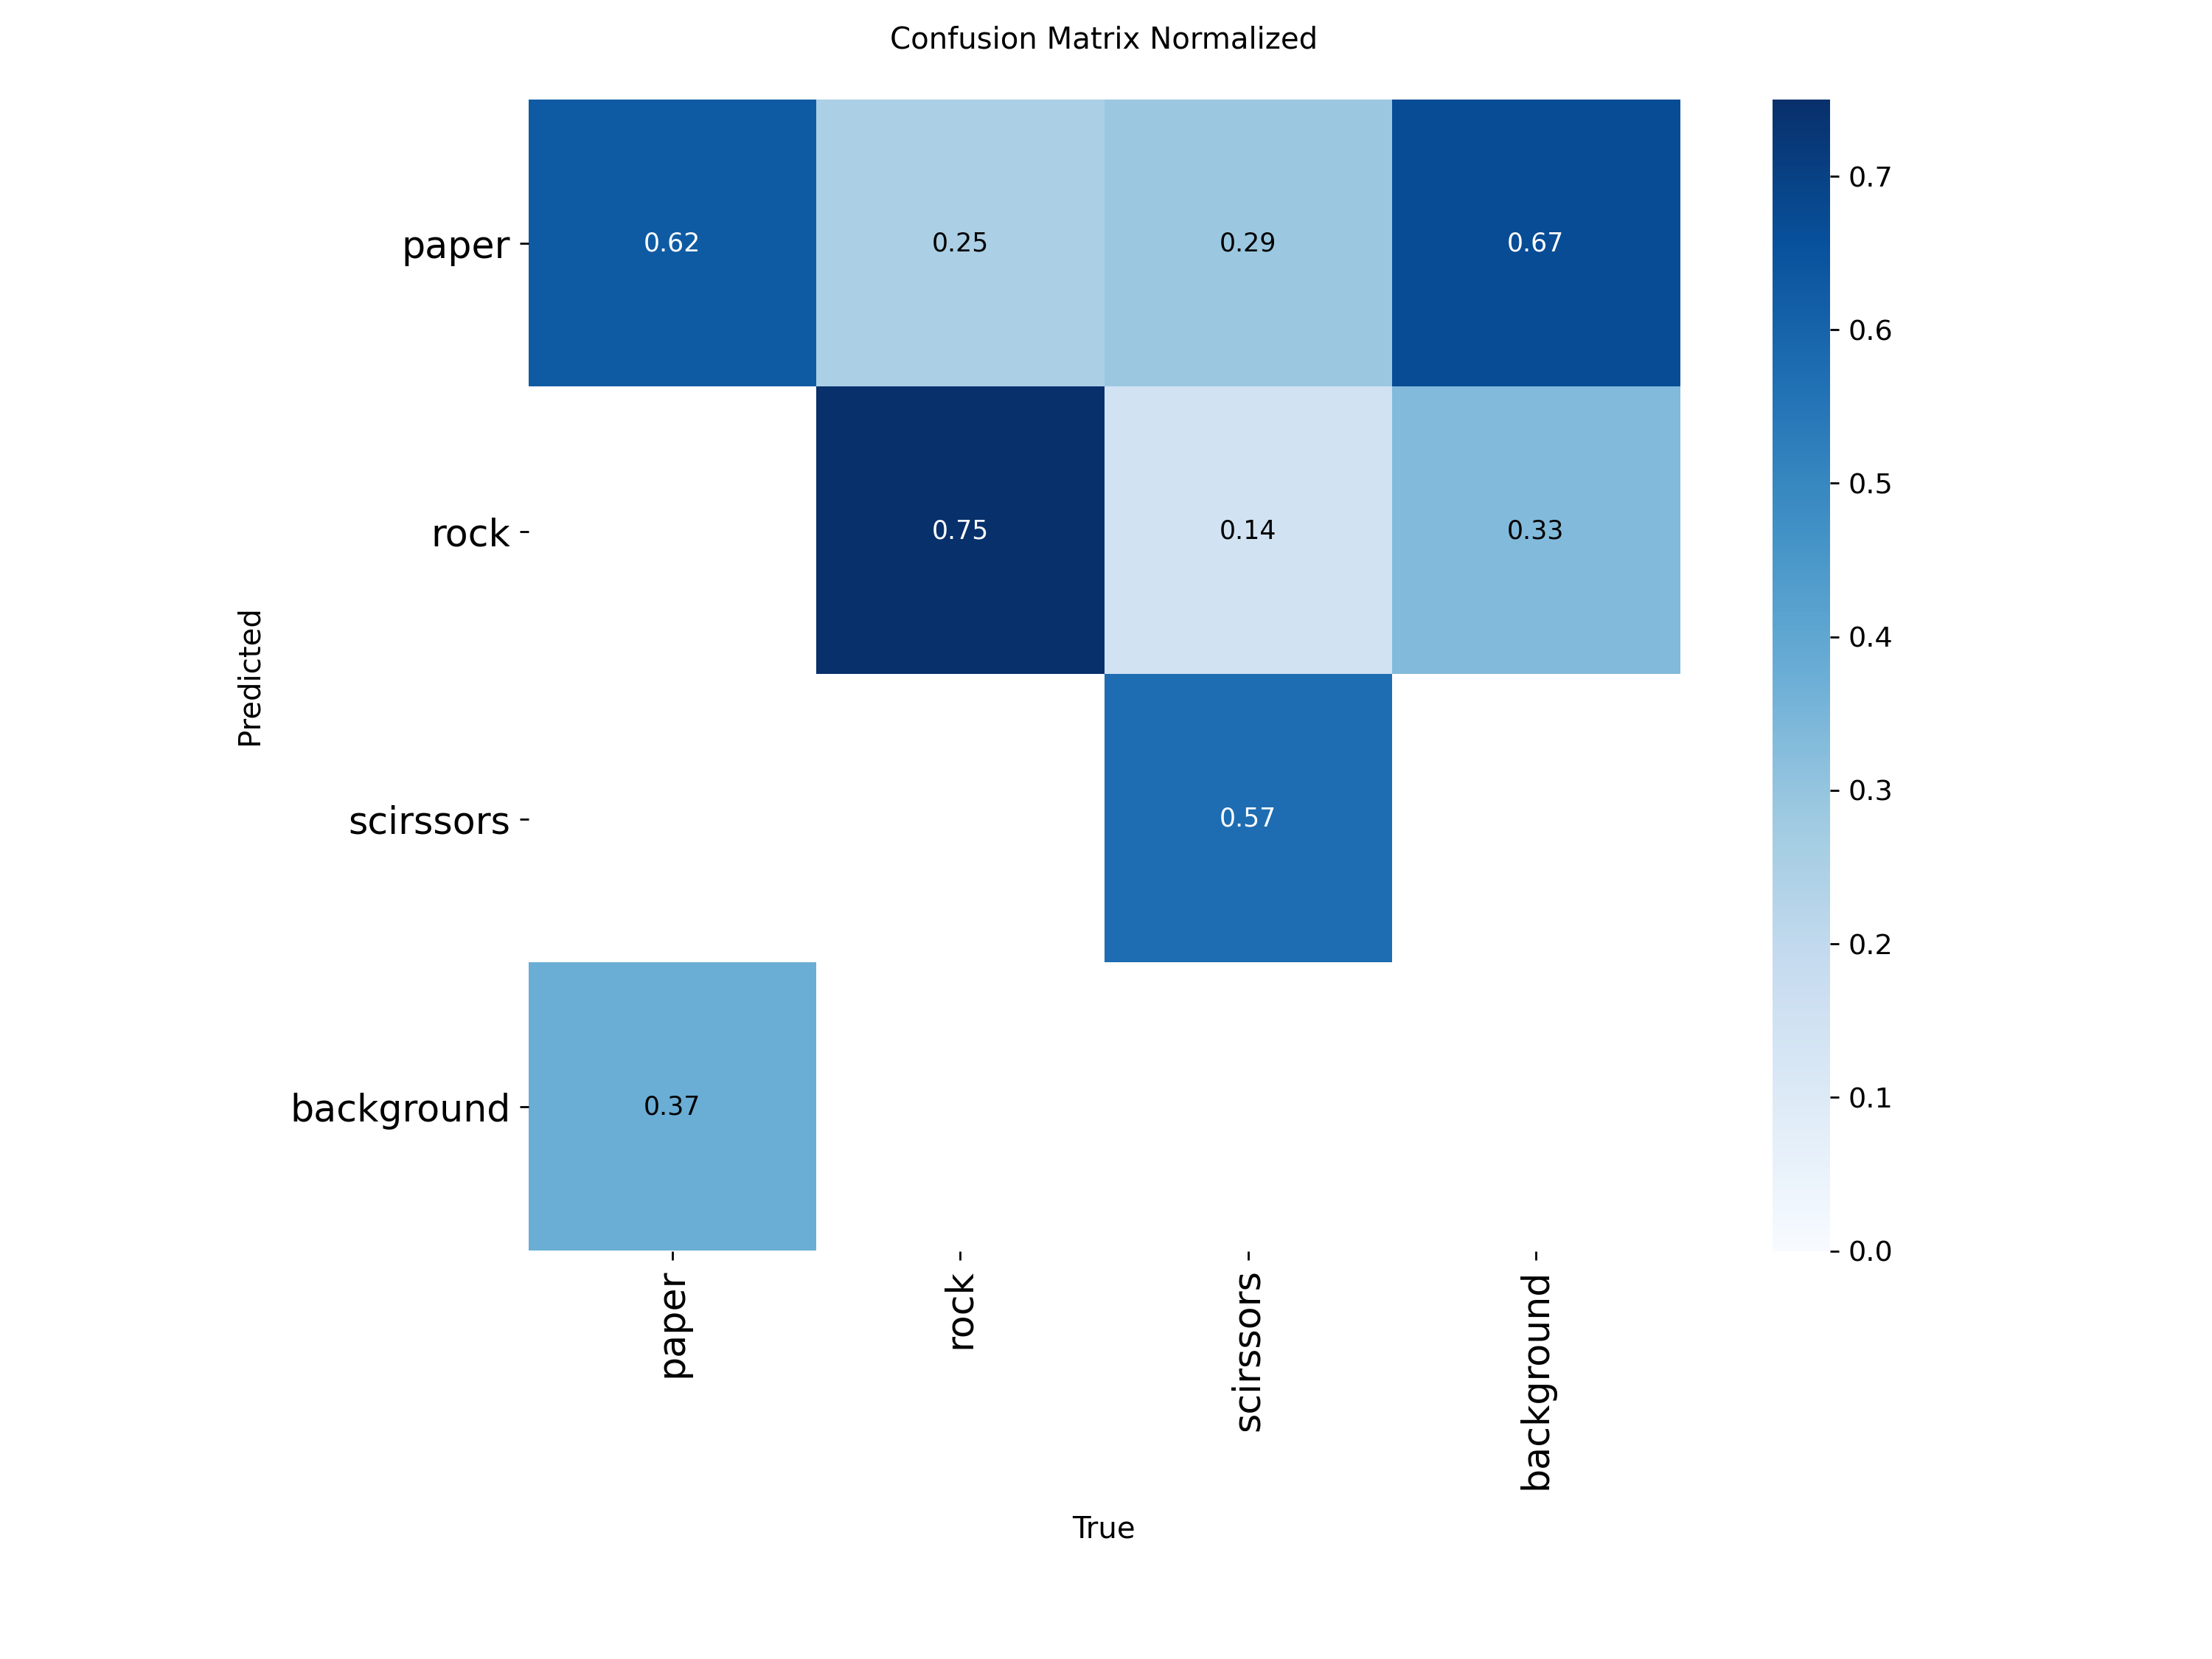 Confusion Matrix Normalized
paper
0.62
0.25
0.29
0.67
rock
0.75
0.14
0.33
scirssors
0.57
background
0.37
Predicted
paper
rock
scirssors
background
True
0.7
0.6
0.5
0.4
0.3
0.2
0.1
0.0